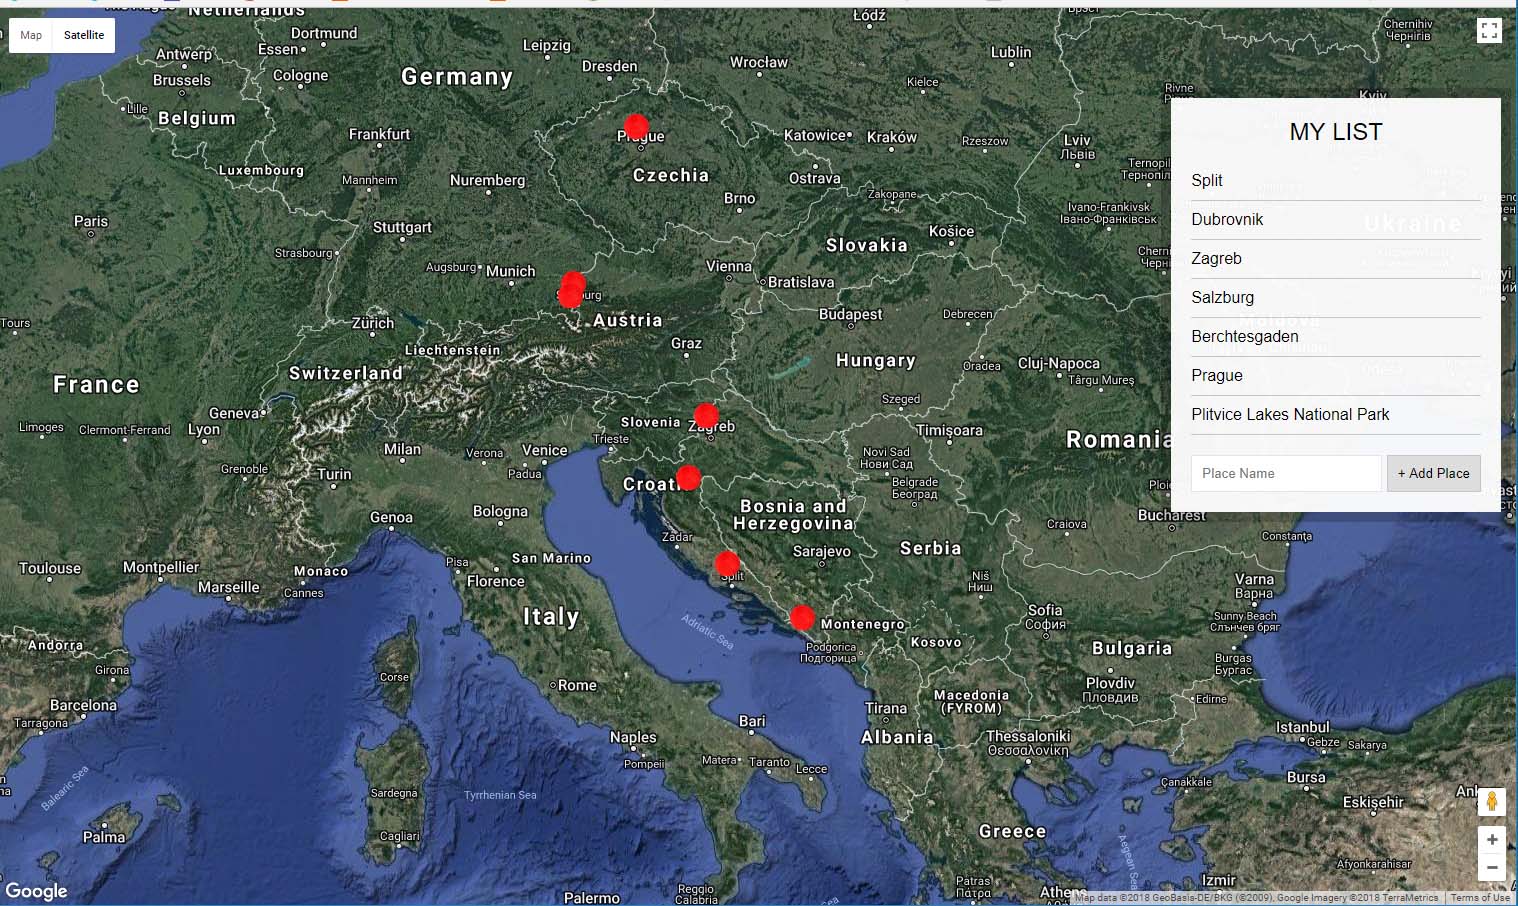 Netherlands
Łódź
Map
Satellite
Dortmund
Essen
Leipzig
Antwerp
Dresden
Wrocław
Lublin
Chernihiv
Чернігів
Brussels
Cologne
Germany
Kielce
Rivne
Lille
Belgium
Frankfurt
Prague
Katowice
Kraków
Rzeszów
Lviv
Львів
MY LIST
Luxembourg
Mannheim
Nuremberg
Czechia
Ostrava
Zakopane
Split
Brno
Ivano-Frankivsk
Івано-Франківськ
Dubrovnik
Ukraine
Paris
Stuttgart
Slovakia
Košice
Strasbourg
Augsburg
Munich
Vienna
Bratislava
Zagreb
Salzburg
Tours
Zürich
Austria
Budapest
Debrecen
Berchtesgaden
Liechtenstein
Graz
Hungary
Oradea
Cluj-Napoca
Târgu Mureș
Prague
France
Switzerland
Geneva
Szeged
Plitvice Lakes National Park
Limoges
Clermont-Ferrand
Lyon
Slovenia
Zagreb
Timișoara
Romania
Milan
Verona
Venice
Trieste
Novi Sad
Нови Сад
Grenoble
Turin
Padua
Belgrade
Београд
Place Name
+ Add Place
Croati
Bosnia and
Herzegovina
Genoa
Bologna
Zadar
Sarajevo
Serbia
Craiova
Bucharest
Constanța
Toulouse
Montpellier
Monaco
Pisa
San Marino
Marseille
Cannes
Florence
Split
Niš
Ниш
Varna
Варна
Italy
Adriatic Sea
Montenegro
Sofia
София
Sunny Beach
Слънчев бряг
Andorra
Girona
Podgorica
Подгорица
Kosovo
Bulgaria
Burgas
Бургас
Corse
Rome
Barcelona
Tarragona
Macedonia
(FYROM)
Plovdiv
Пловдив
Edirne
Bari
Tirana
Albania
Istanbul
Gebze
Sakarya
Naples
Pompeii
Matera
Taranto
Lecce
Thessaloniki
Θεσσαλονίκη
Balearic Sea
Sardegna
Tyrrhenian Sea
Çanakkale
Bursa
Eskişehir
Palma
Cagliari
Greece
Aegean Sea
Afyonkarahisar
Google
Palermo
Reggio
Calabria
Patras
Πάτρα
Athens
Izmir
Map data ©2018 GeoBasis-DE/BKG (©2009), Google Imagery ©2018 TerraMetrics
Terms of Use